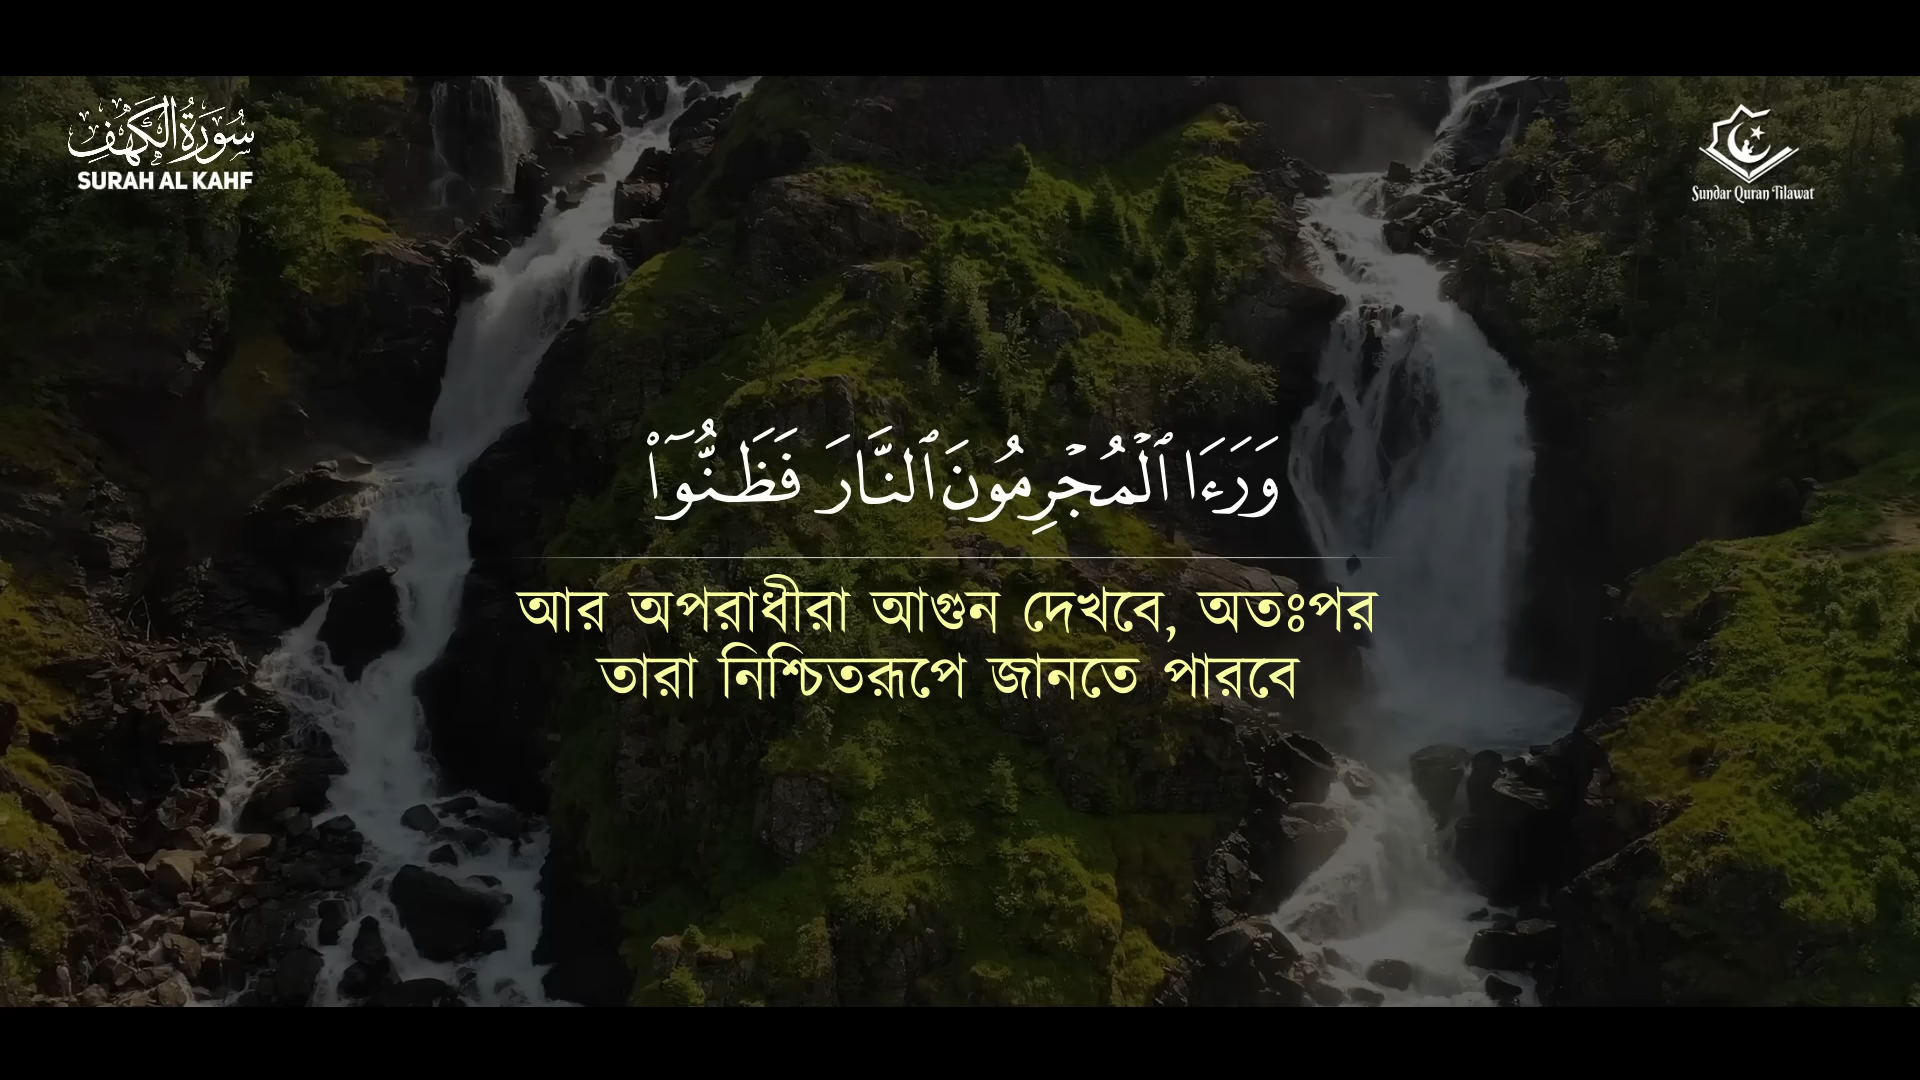 سُورَةُ الْكَهْفِ
SURAH AL KAHF
Sundar Quran Tilawat
وَرَءَا ٱلْمُجْرِمُونَ ٱلنَّارَ فَظَنُّوٓا۟
আর অপরাধীরা আগুন দেখবে, অতঃপর
তারা নিশ্চিতরূপে জানতে পারবে